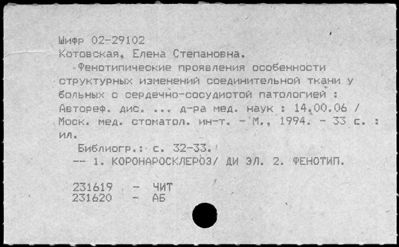 Шифр 02-29102
Котовская, Елена Степановна.
Фенотипические проявления особенности
структурных изменений соединительной ткани у
больных с сердечно-сосудистой патологией :
Автореф. дис. ... д-ра мед. наук : 14.00.06 /
Моск. мед. стоматол. ин-т. - М., 1994. - 33 с. :
ил.
Библиогр.: с. 32-33.
-- 1. КОРОНАРОСКЛЕРОЗ/ ДИ ЭЛ. 2. ФЕНОТИП.
231619 - ЧИТ
231620 - АБ